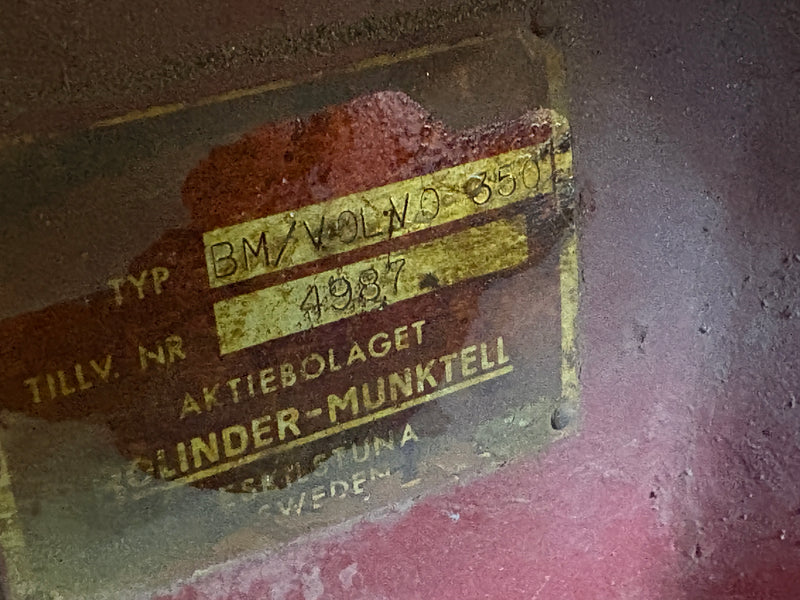 TYP BM/VOLVO 350
TILLV. NR 4987
AKTIEBOLAGET
BOLINDER-MUNKTELL
ESKILSTUNA
SWEDEN